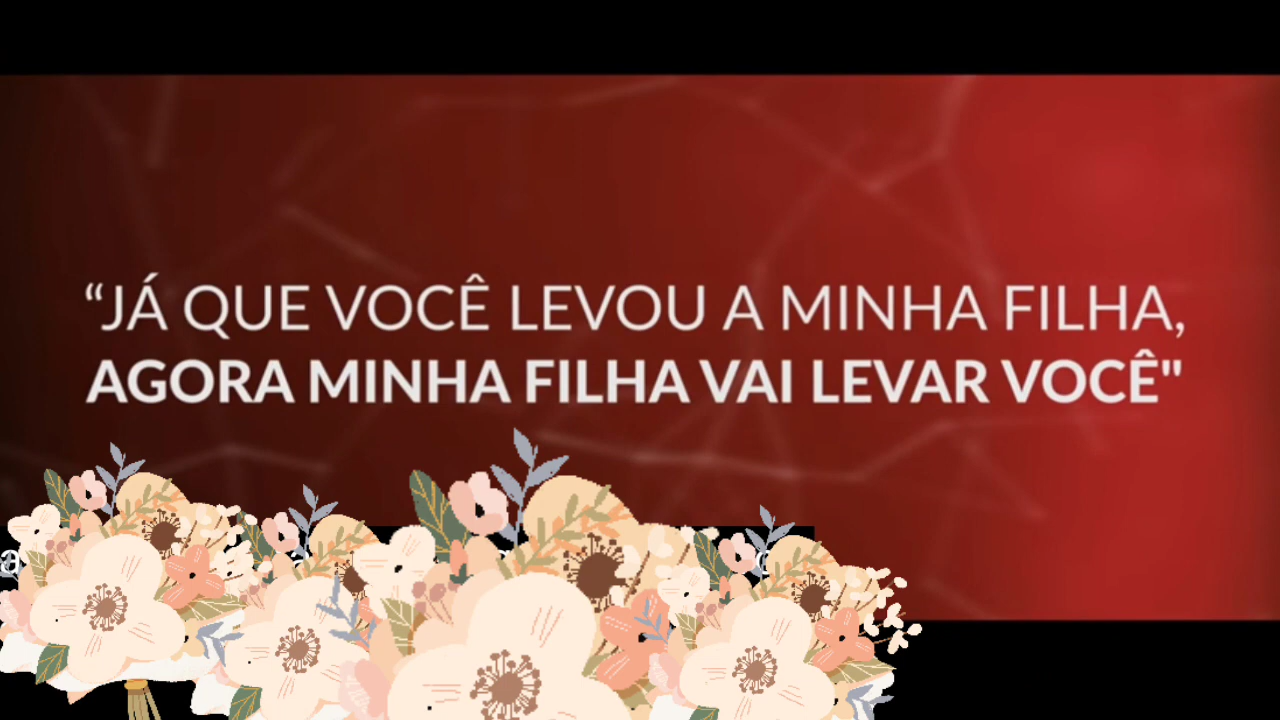 “JÁ QUE VOCÊ LEVOU A MINHA FILHA,
AGORA MINHA FILHA VAI LEVAR VOCÊ"